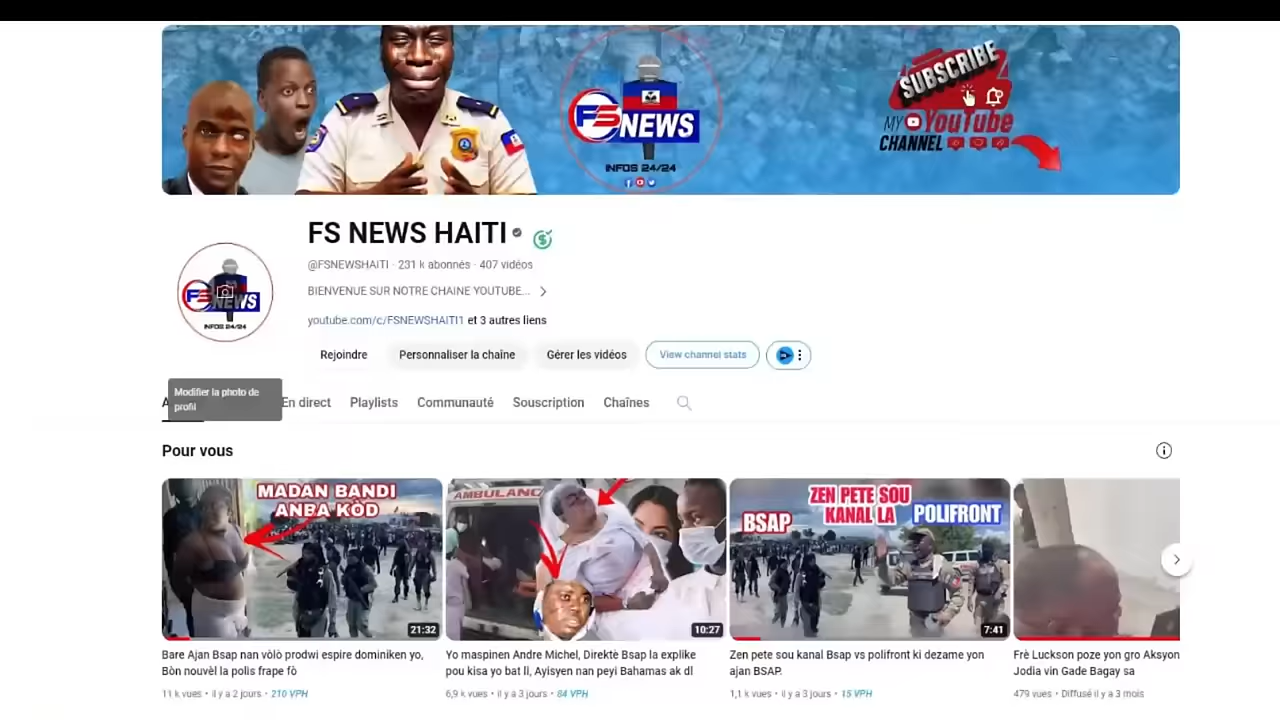 SUBSCRIBE
MY YouTube
CHANNEL
FS NEWS
INFOS 24/24
FS NEWS HAITI
@FSNEWSHAITI · 231 k abonnés · 407 vidéos
BIENVENUE SUR NOTRE CHAINE YOUTUBE...
youtube.com/c/FSNEWSHAITI1 et 3 autres liens
FS NEWS
INFOS 24/24
Rejoindre Personnaliser la chaîne Gérer les vidéos View channel stats
Modifier la photo de
profil
A En direct Playlists Communauté Souscription Chaînes
Pour vous
MADAN BANDI
ANBA KÒD
21:32
AMBULANC
10:27
ZEN PETE SOU
KANAL LA
BSAP POLIFRONT
7:41
Bare Ajan Bsap nan vòlò prodwi espire dominiken yo,
Bòn nouvèl la polis frape fò
11 k vues • il y a 2 jours • 210 VPH
Yo maspinen Andre Michel, Direktè Bsap la explike
pou kisa yo bat li, Ayisyen nan peyi Bahamas ak dl
6,9 k vues • il y a 3 jours • 84 VPH
Zen pete sou kanal Bsap vs polifront ki dezame yon
ajan BSAP.
1,1 k vues • il y a 3 jours • 15 VPH
Frè Luckson poze yon gro Aksyon
Jodia vin Gade Bagay sa
479 vues • Diffusé il y a 3 mois